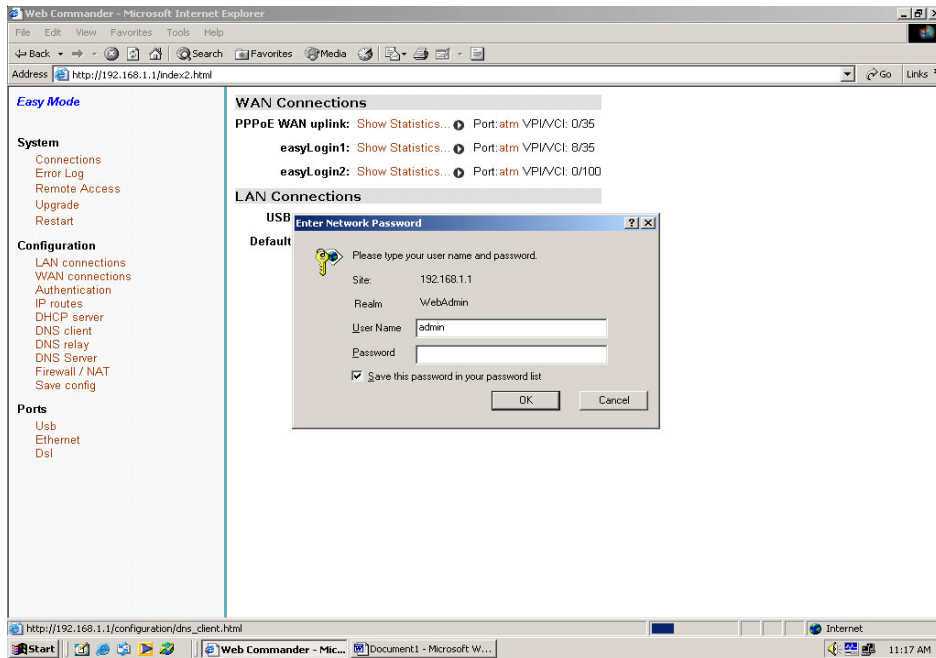 Web Commander - Microsoft Internet Explorer
File Edit View Favorites Tools Help
Back Search Favorites Media
Address http://192.168.1.1/index2.html Go Links
Easy Mode
System
Connections
Error Log
Remote Access
Upgrade
Restart
Configuration
LAN connections
WAN connections
Authentication
IP routes
DHCP server
DNS client
DNS relay
DNS Server
Firewall / NAT
Save config
Ports
Usb
Ethernet
Dsl
WAN Connections
PPPoE WAN uplink: Show Statistics... Port:atm VPI/VCI: 0/35
easyLogin1: Show Statistics... Port:atm VPI/VCI: 8/35
easyLogin2: Show Statistics... Port:atm VPI/VCI: 0/100
LAN Connections
USB
Default
Enter Network Password
Please type your user name and password.
Site: 192.168.1.1
Realm WebAdmin
User Name admin
Password
Save this password in your password list
OK Cancel
http://192.168.1.1/configuration/dns_client.html Internet
Start Web Commander - Mic... Document1 - Microsoft W... 11:17 AM